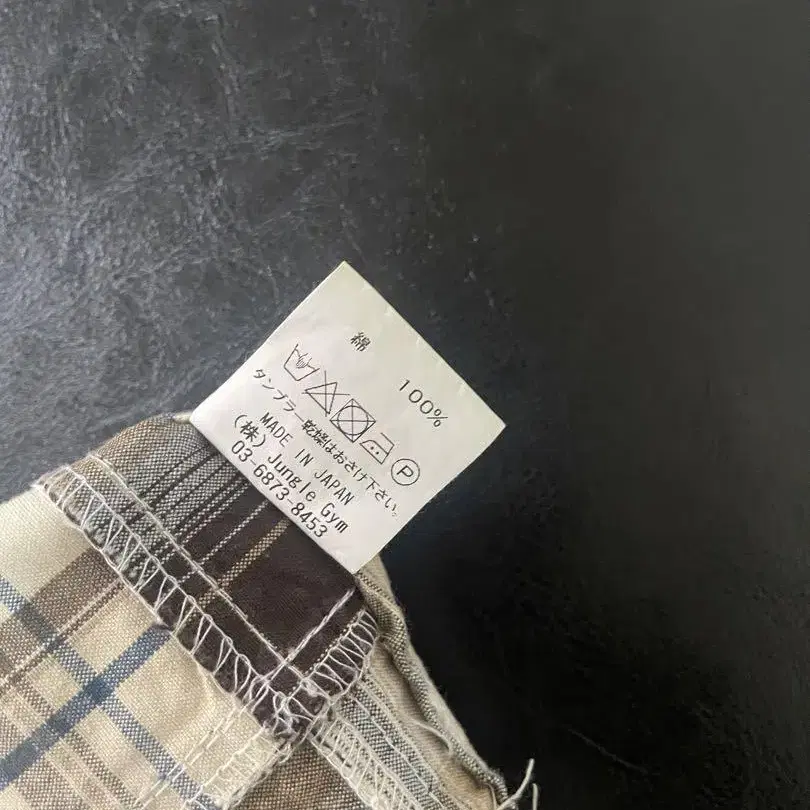 綿 100%
P
タンブラー乾燥はおさけ下さい。
MADE IN JAPAN
(株) Jungle Gym
03-6873-8453